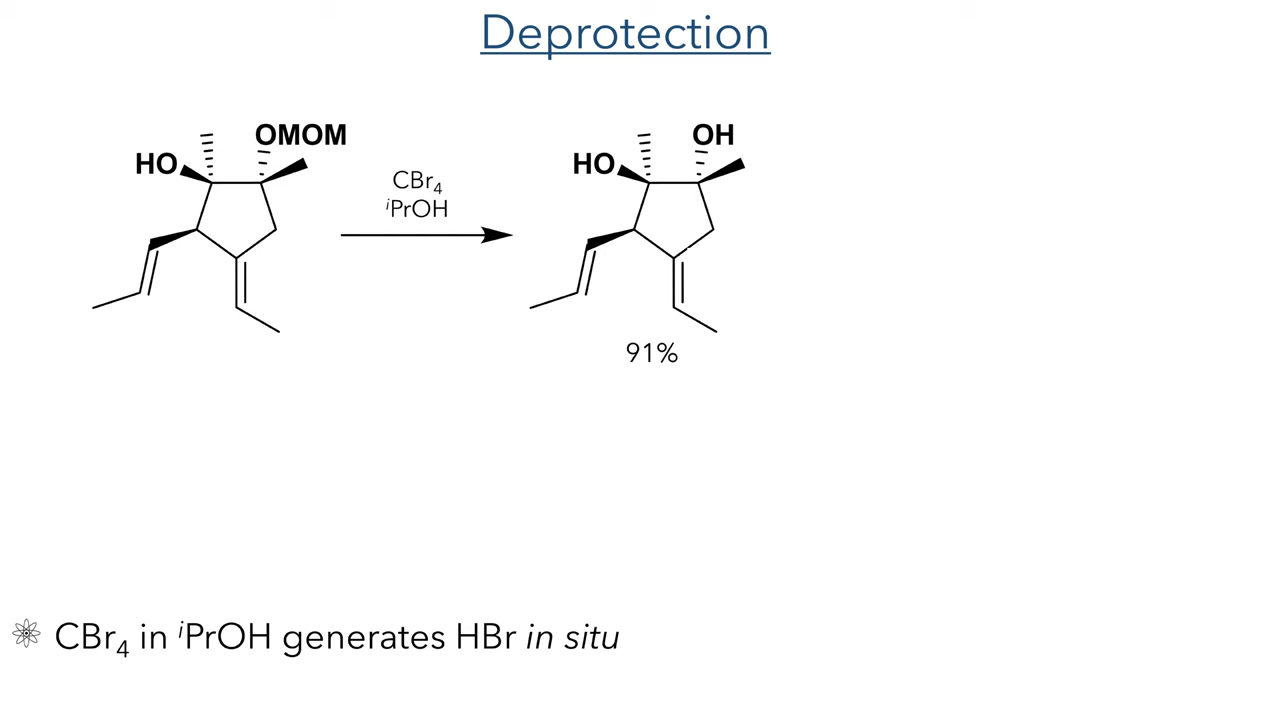 Deprotection
OMOM
HO
CBr₄
ⁱPrOH
OH
HO
91%
CBr₄ in ⁱPrOH generates HBr in situ